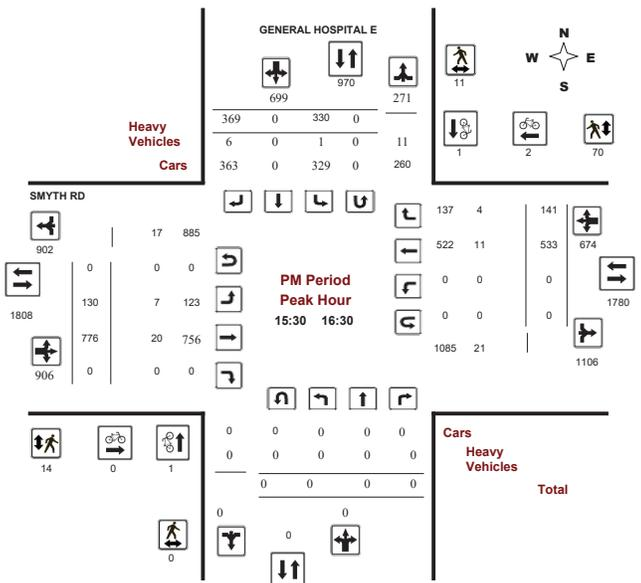 GENERAL HOSPITAL E
N
W E
S
970
699 271
11
369 0 330 0
Heavy
Vehicles 6 0 1 0 11
Cars 363 0 329 0 260
1 2 70
SMYTH RD
902
17 885
137 4 141
674
522 11 533
0 0 0 0 0 0
1780
1808
130 7 123
PM Period
Peak Hour
15:30 16:30
0 0 0
776 20 756
1085 21
1106
906
0 0 0
14 0 1
0 0 0 0 0
Cars
0 0 0 0 0
Heavy
Vehicles
0 0 0 0
Total
0 0
0
0